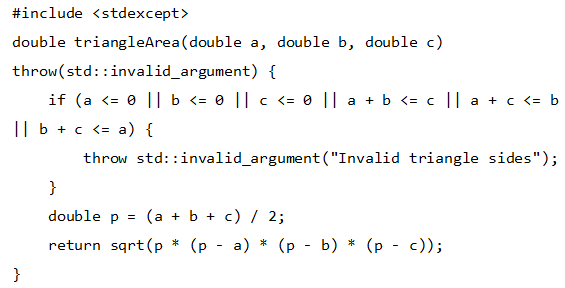 #include <stdexcept>
double triangleArea(double a, double b, double c)
throw(std::invalid_argument) {
    if (a <= 0 || b <= 0 || c <= 0 || a + b <= c || a + c <= b
|| b + c <= a) {
        throw std::invalid_argument("Invalid triangle sides");
    }
    double p = (a + b + c) / 2;
    return sqrt(p * (p - a) * (p - b) * (p - c));
}